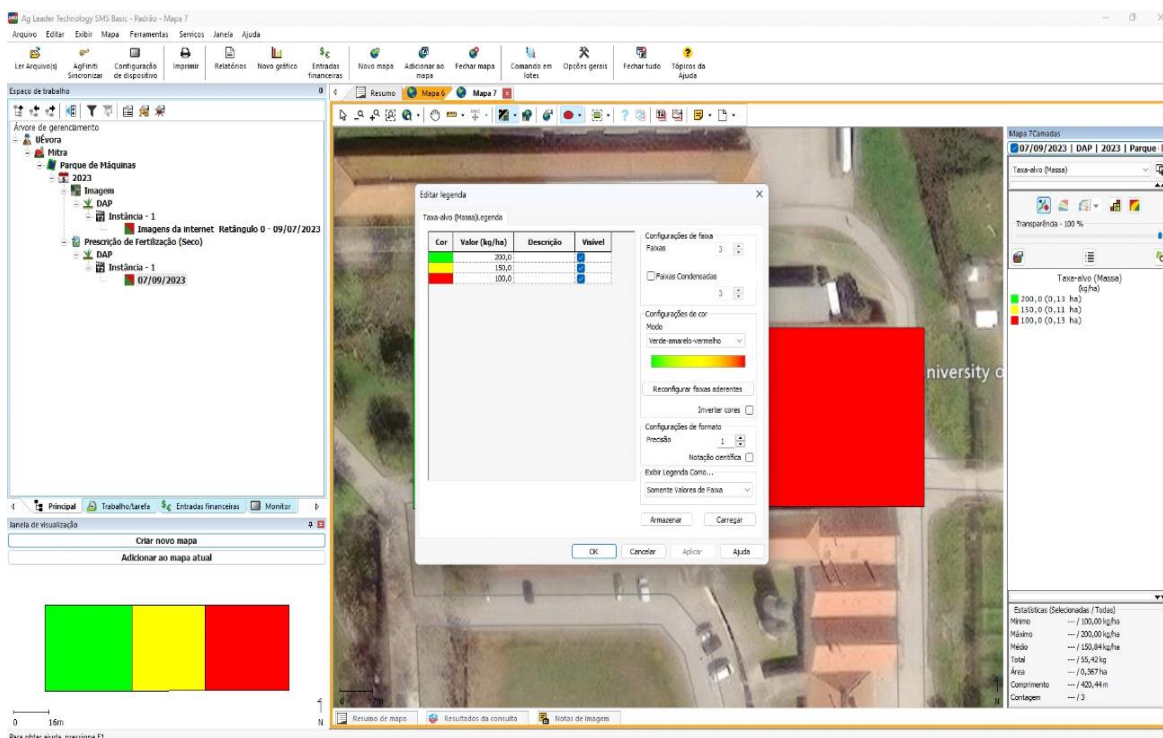 Ag Leader Technology SMS Basic - Padrão - Mapa 7
Arquivo Editar Exibir Mapa Ferramentas Serviços Janela Ajuda
Ler Arquivo(s) AgFiniti Sincronizar Configuração de dispositivo Imprimir Relatórios Novo gráfico Entradas financeiras Novo mapa Adicionar ao mapa Fechar mapa Comando em lotes Opções gerais Fechar tudo Tópicos da Ajuda
Espaço de trabalho
Resumo Mapa 6 Mapa 7
Árvore de gerenciamento
UÉvora
Mitra
Parque de Máquinas
2023
Imagem
DAP
Instância - 1
Imagens da internet Retângulo 0 - 09/07/2023
Prescrição de Fertilização (Seco)
DAP
Instância - 1
07/09/2023
Principal Trabalho/tarefa Entradas financeiras Monitor
Janela de visualização
Criar novo mapa
Adicionar ao mapa atual
0 16m
N
Para obter ajuda, pressione F1
Editar legenda
Taxa-alvo (Massa)Legenda
Cor Valor (kg/ha) Descrição Visível
200,0
150,0
100,0
Configurações de faixa
Faixas 3
Faixas Condensadas
3
Configurações de cor
Modo
Verde-amarelo-vermelho
Reconfigurar faixas aderentes
Inverter cores
Configurações de formato
Precisão 1
Notação científica
Exibir Legenda Como...
Somente Valores de Faixa
Armazenar Carregar
OK Cancelar Aplicar Ajuda
niversity o
N
Resumo de mapa Resultados da consulta Notas de Imagem
Mapa 7Camadas
07/09/2023 | DAP | 2023 | Parque
Taxa-alvo (Massa)
Transparência - 100 %
Taxa-alvo (Massa)
(kg/ha)
200,0 (0,13 ha)
150,0 (0,11 ha)
100,0 (0,13 ha)
Estatísticas (Selecionadas / Todas)
Mínimo --- / 100,00 kg/ha
Máximo --- / 200,00 kg/ha
Médio --- / 150,84 kg/ha
Total --- / 55,42 kg
Área --- / 0,367 ha
Comprimento --- / 420,44 m
Contagem --- / 3